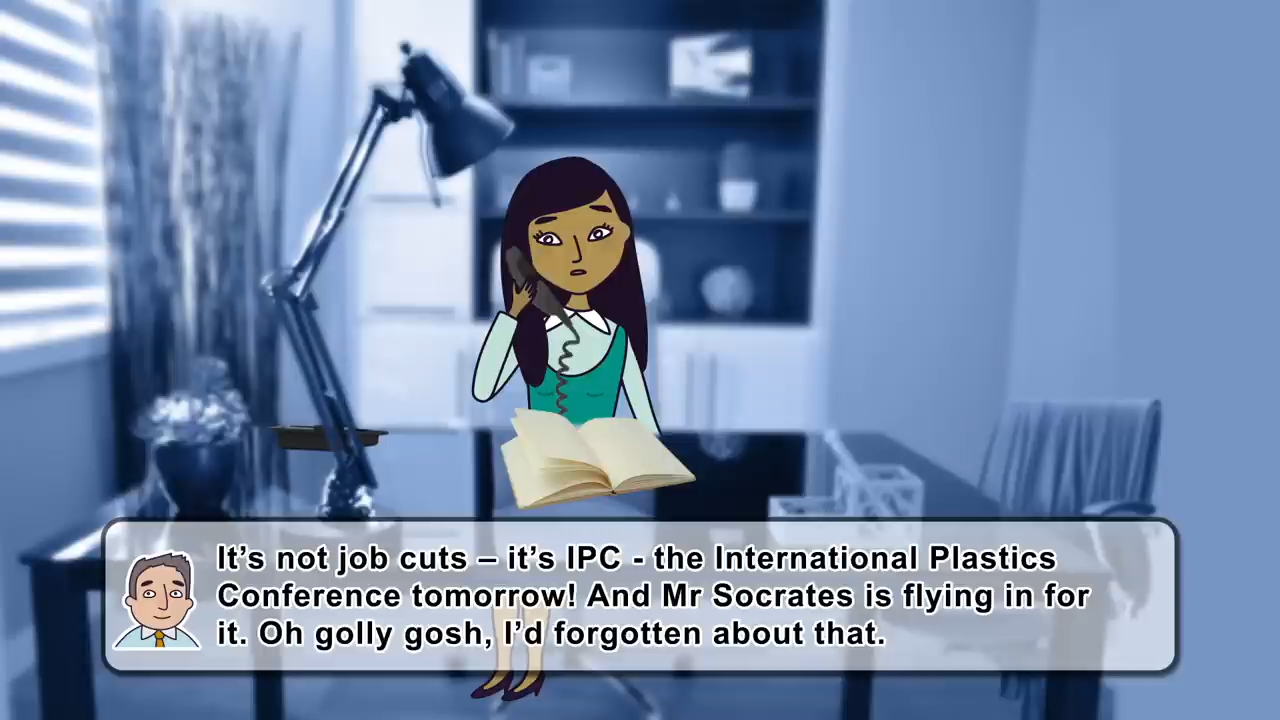 It’s not job cuts – it’s IPC - the International Plastics
Conference tomorrow! And Mr Socrates is flying in for
it. Oh golly gosh, I’d forgotten about that.